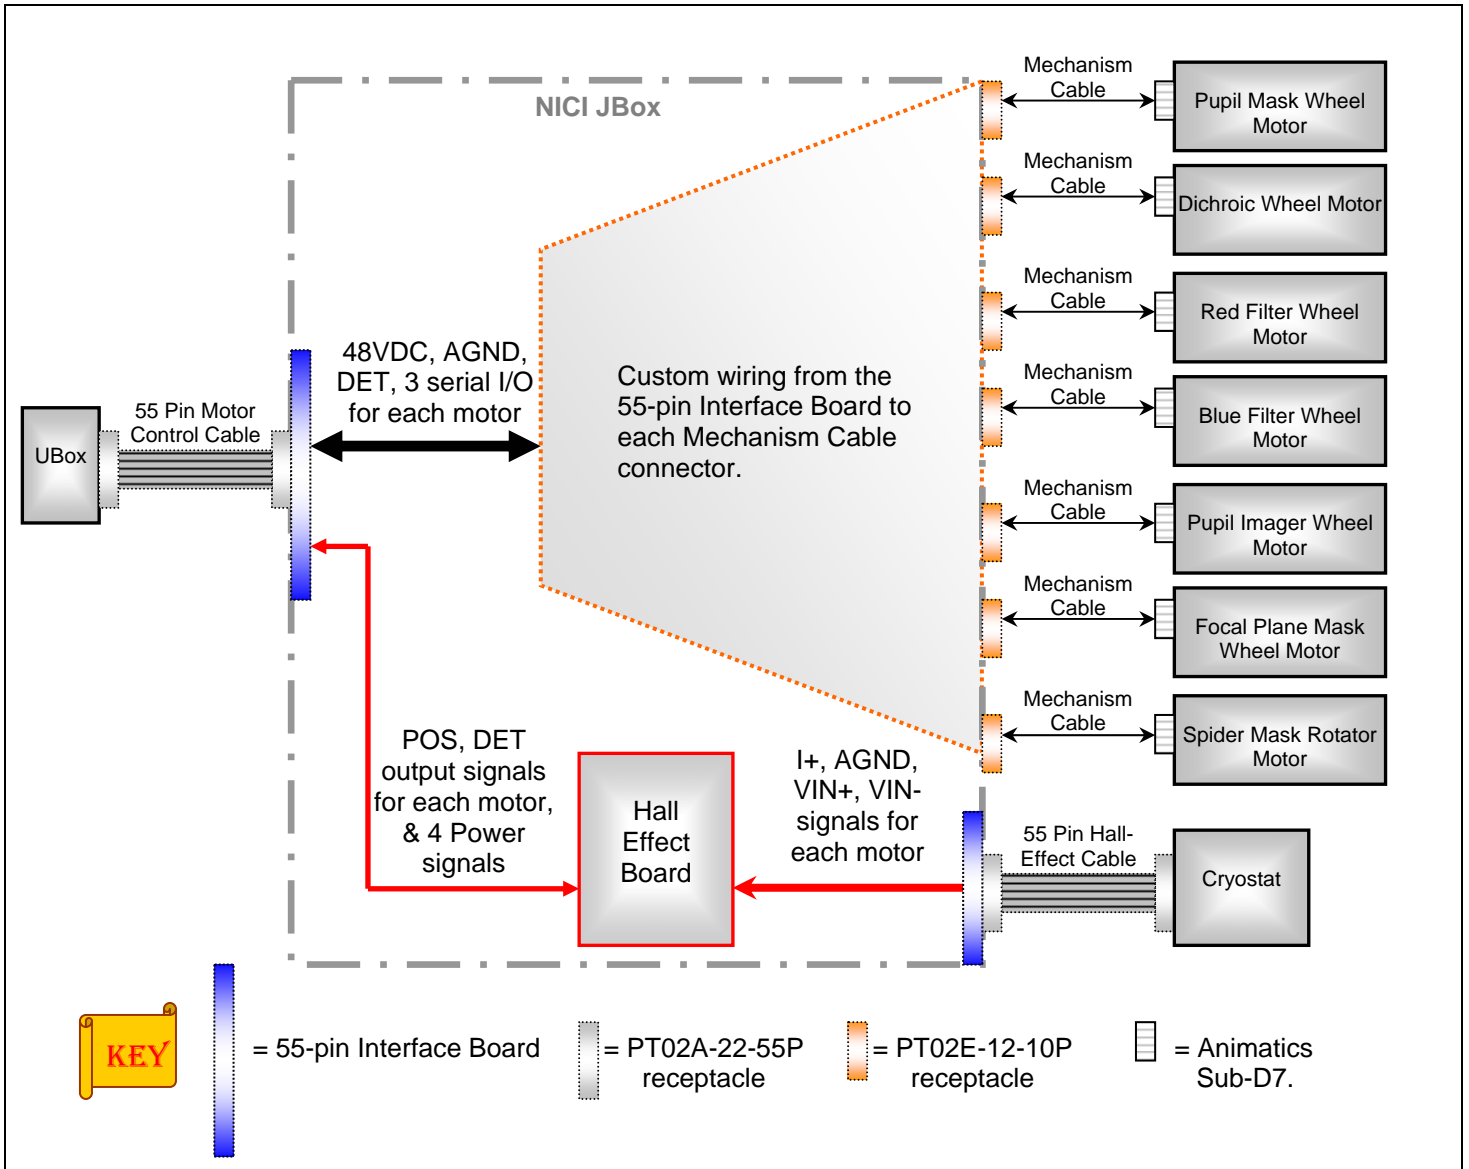 NICI JBox
Mechanism
Cable
Pupil Mask Wheel
Motor
Mechanism
Cable
Dichroic Wheel Motor
Mechanism
Cable
Red Filter Wheel
Motor
Mechanism
Cable
Blue Filter Wheel
Motor
Mechanism
Cable
Pupil Imager Wheel
Motor
Mechanism
Cable
Focal Plane Mask
Wheel Motor
Mechanism
Cable
Spider Mask Rotator
Motor
48VDC, AGND,
DET, 3 serial I/O
for each motor
Custom wiring from the
55-pin Interface Board to
each Mechanism Cable
connector.
55 Pin Motor
Control Cable
UBox
POS, DET
output signals
for each motor,
& 4 Power
signals
Hall
Effect
Board
I+, AGND,
VIN+, VIN-
signals for
each motor
55 Pin Hall-
Effect Cable
Cryostat
KEY
= 55-pin Interface Board
= PT02A-22-55P
receptacle
= PT02E-12-10P
receptacle
= Animatics
Sub-D7.